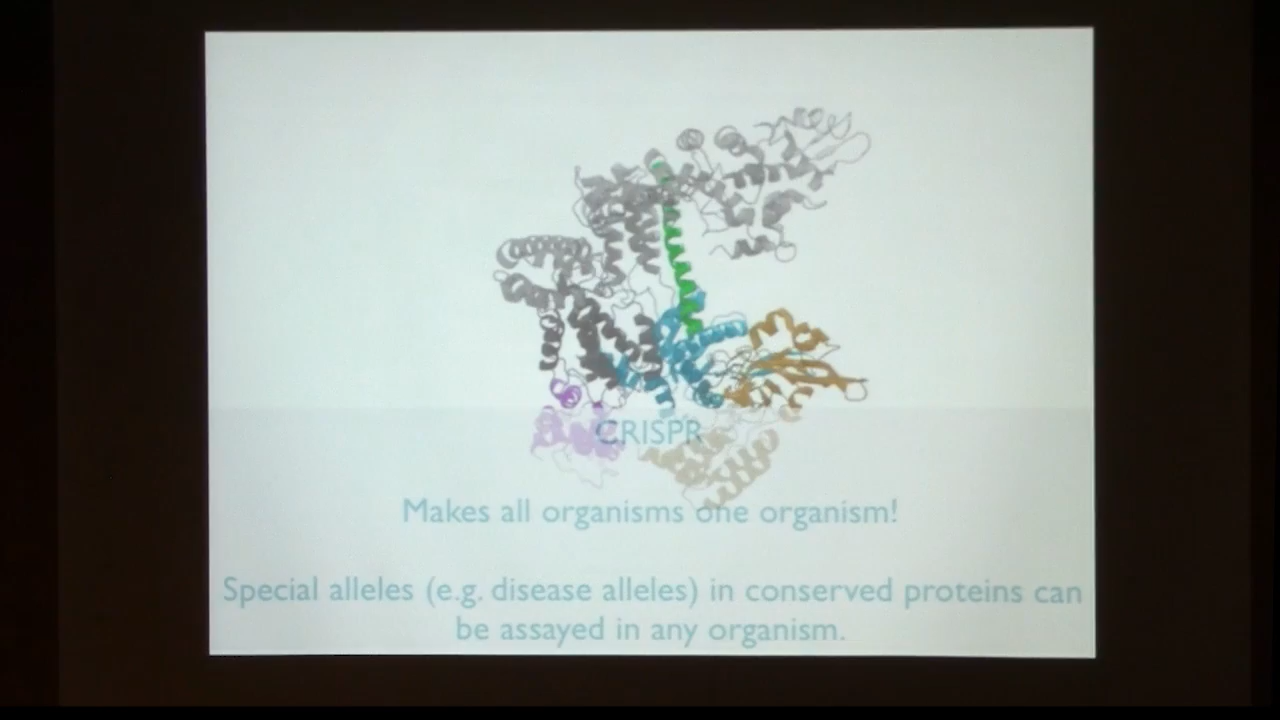 CRISPR
Makes all organisms one organism!
Special alleles (e.g. disease alleles) in conserved proteins can
be assayed in any organism.